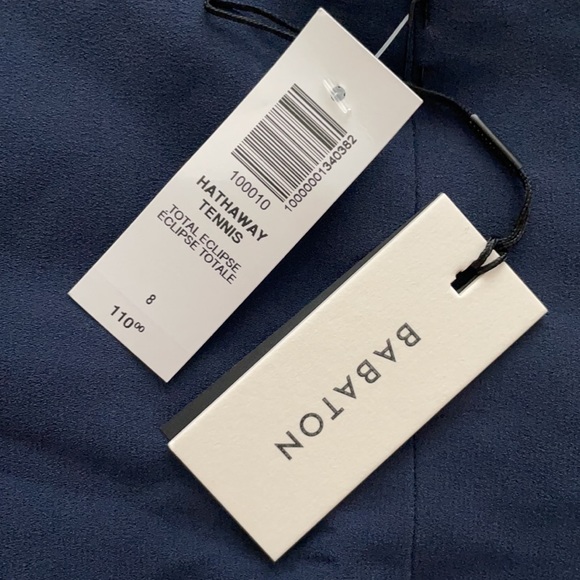 1000001340382
100010
HATHAWAY
TENNIS
TOTAL ECLIPSE
ÉCLIPSE TOTALE
8
110⁰⁰
BABATON